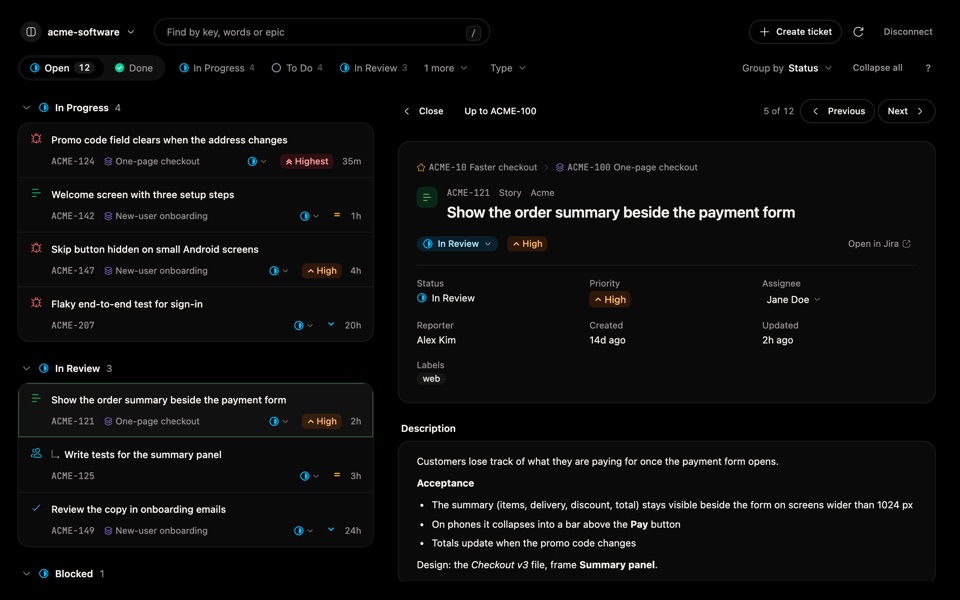 acme-software
Find by key, words or epic
/
Create ticket
Disconnect
Open 12
Done
In Progress 4
To Do 4
In Review 3
1 more
Type
Group by Status
Collapse all
?
In Progress 4
Promo code field clears when the address changes
ACME-124 One-page checkout Highest 35m
Welcome screen with three setup steps
ACME-142 New-user onboarding 1h
Skip button hidden on small Android screens
ACME-147 New-user onboarding High 4h
Flaky end-to-end test for sign-in
ACME-207 20h
In Review 3
Show the order summary beside the payment form
ACME-121 One-page checkout High 2h
Write tests for the summary panel
ACME-125 3h
Review the copy in onboarding emails
ACME-149 New-user onboarding 24h
Blocked 1
Close
Up to ACME-100
5 of 12
Previous
Next
ACME-10 Faster checkout
ACME-100 One-page checkout
ACME-121 Story Acme
Show the order summary beside the payment form
In Review
High
Open in Jira
Status
In Review
Priority
High
Assignee
Jane Doe
Reporter
Alex Kim
Created
14d ago
Updated
2h ago
Labels
web
Description
Customers lose track of what they are paying for once the payment form opens.
Acceptance
• The summary (items, delivery, discount, total) stays visible beside the form on screens wider than 1024 px
• On phones it collapses into a bar above the Pay button
• Totals update when the promo code changes
Design: the Checkout v3 file, frame Summary panel.